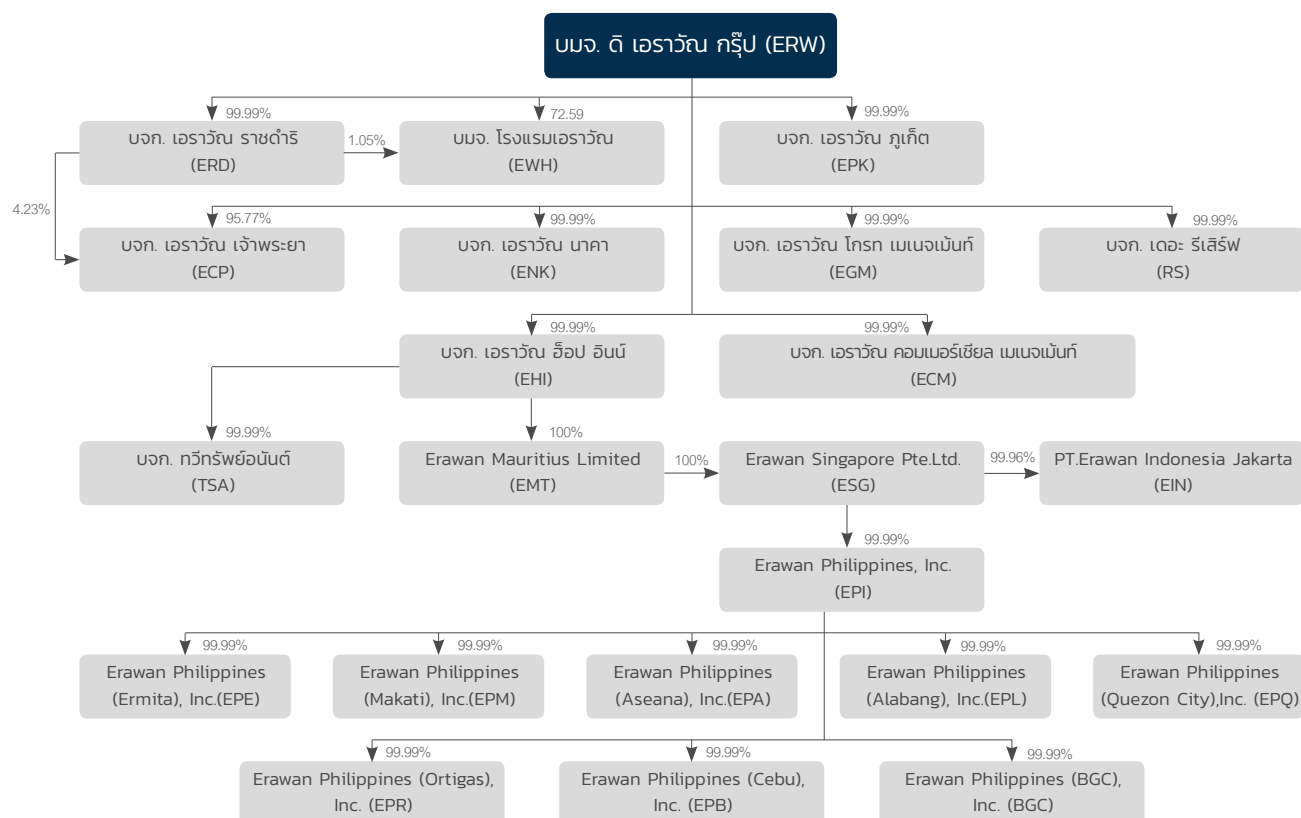 บมจ. ดิ เอราวัณ กรุ๊ป (ERW)
99.99%
72.59
99.99%
บจก. เอราวัณ ราชดำริ
(ERD)
1.05%
บมจ. โรงแรมเอราวัณ
(EWH)
บจก. เอราวัณ ภูเก็ต
(EPK)
4.23%
95.77%
99.99%
99.99%
99.99%
บจก. เอราวัณ เจ้าพระยา
(ECP)
บจก. เอราวัณ นาคา
(ENK)
บจก. เอราวัณ โกรท เมเนจเม้นท์
(EGM)
บจก. เดอะ รีเสิร์ฟ
(RS)
99.99%
99.99%
บจก. เอราวัณ ฮ็อป อินน์
(EHI)
บจก. เอราวัณ คอมเมอร์เชียล เมเนจเม้นท์
(ECM)
99.99%
100%
บจก. ทวีทรัพย์อนันต์
(TSA)
Erawan Mauritius Limited
(EMT)
100%
Erawan Singapore Pte.Ltd.
(ESG)
99.96%
PT.Erawan Indonesia Jakarta
(EIN)
99.99%
Erawan Philippines, Inc.
(EPI)
99.99%
99.99%
99.99%
99.99%
99.99%
Erawan Philippines
(Ermita), Inc.(EPE)
Erawan Philippines
(Makati), Inc.(EPM)
Erawan Philippines
(Aseana), Inc.(EPA)
Erawan Philippines
(Alabang), Inc.(EPL)
Erawan Philippines
(Quezon City),Inc. (EPQ)
99.99%
99.99%
99.99%
Erawan Philippines (Ortigas),
Inc. (EPR)
Erawan Philippines (Cebu),
Inc. (EPB)
Erawan Philippines (BGC),
Inc. (BGC)